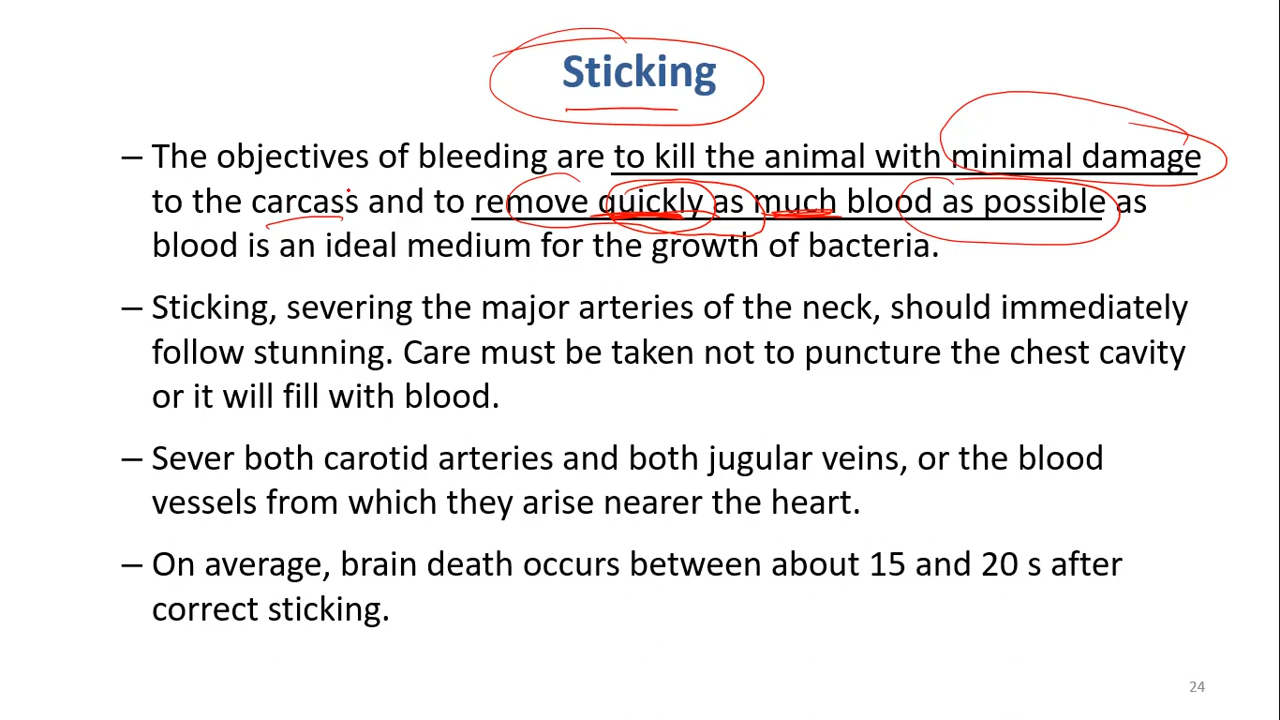 Sticking
– The objectives of bleeding are to kill the animal with minimal damage
to the carcass and to remove quickly as much blood as possible as
blood is an ideal medium for the growth of bacteria.
– Sticking, severing the major arteries of the neck, should immediately
follow stunning. Care must be taken not to puncture the chest cavity
or it will fill with blood.
– Sever both carotid arteries and both jugular veins, or the blood
vessels from which they arise nearer the heart.
– On average, brain death occurs between about 15 and 20 s after
correct sticking.
24